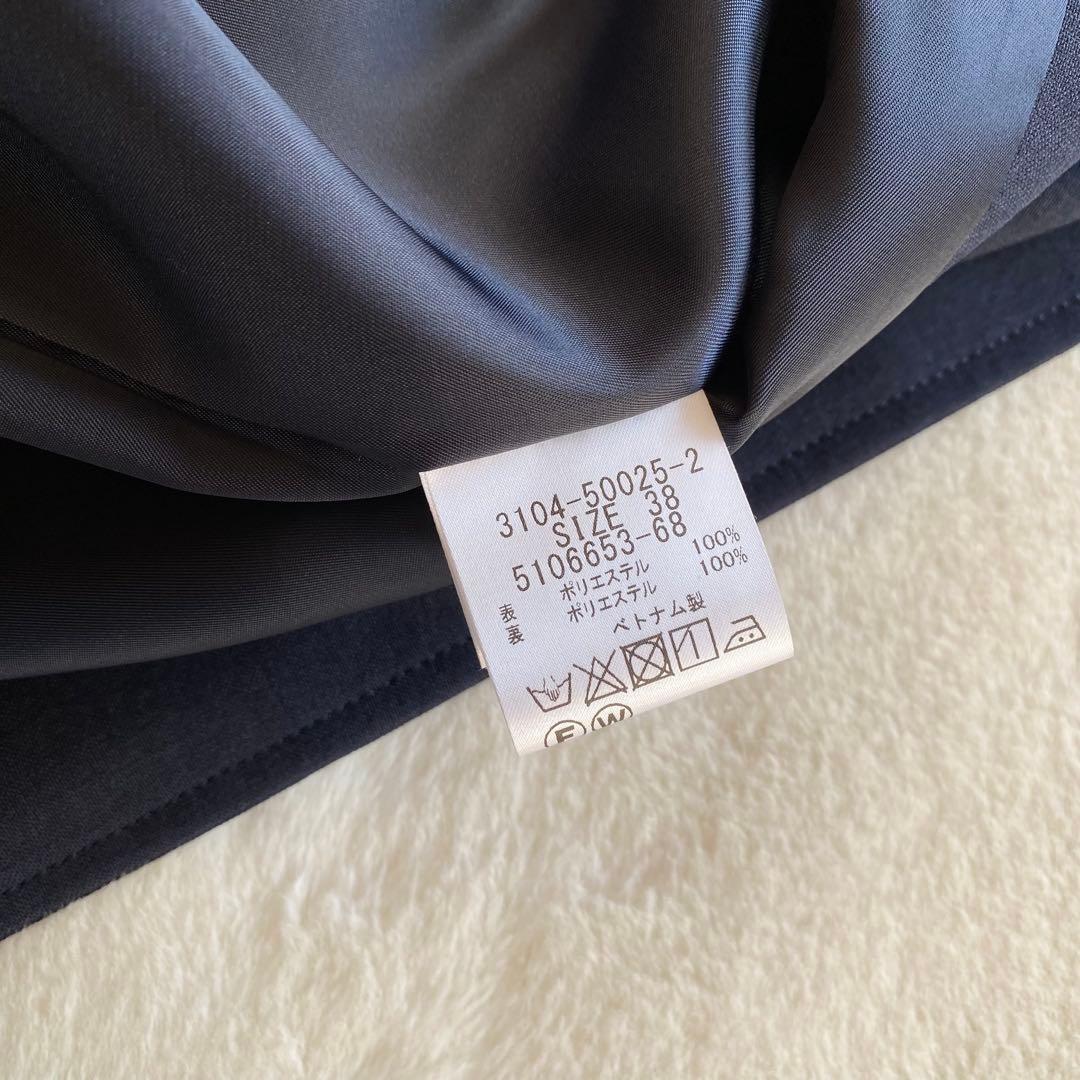 3104-50025-2
SIZE 38
5106653-68
表 ポリエステル 100%
裏 ポリエステル 100%
ベトナム製
F W